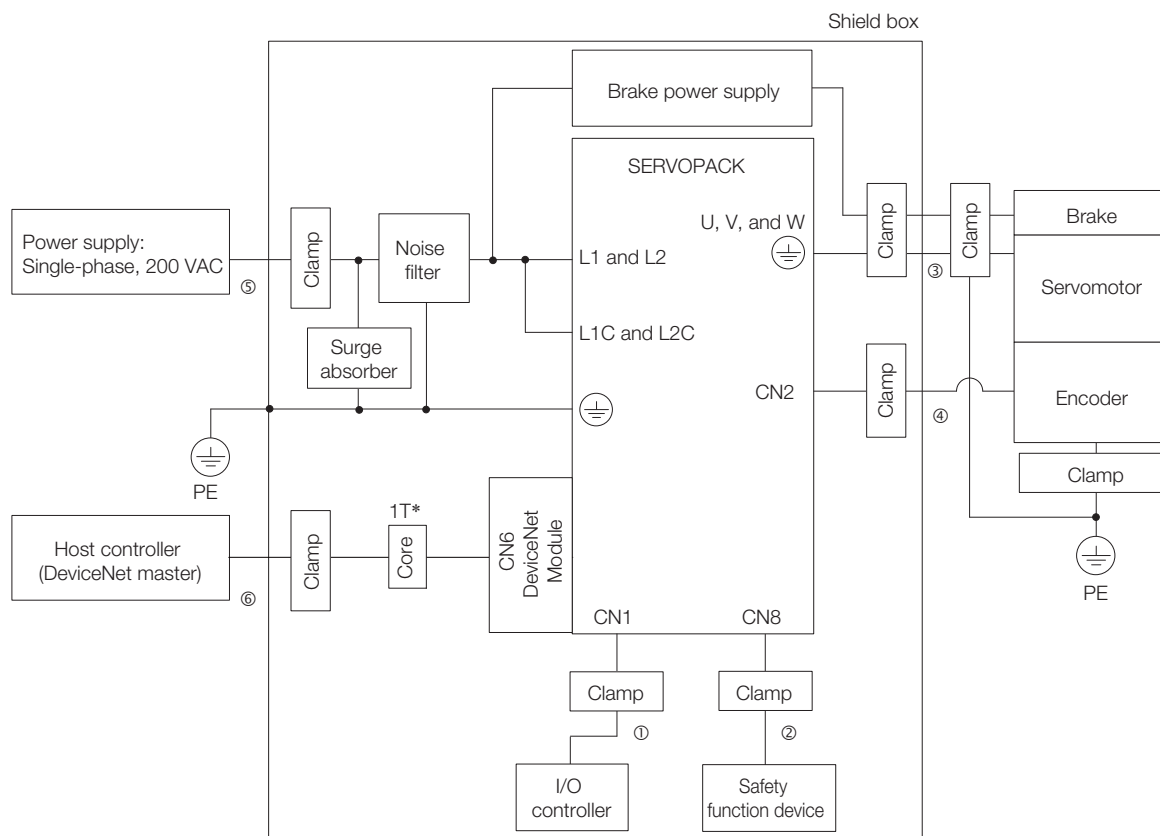 Shield box
Brake power supply
SERVOPACK
U, V, and W
Clamp
Clamp
Brake
Power supply:
Single-phase, 200 VAC
⑤
Clamp
Noise
filter
L1 and L2
③
Servomotor
L1C and L2C
Surge
absorber
CN2
Clamp
④
Encoder
PE
Clamp
1T*
Host controller
(DeviceNet master)
⑥
Clamp
Core
CN6
DeviceNet
Module
PE
CN1
CN8
Clamp
Clamp
①
②
I/O
controller
Safety
function device